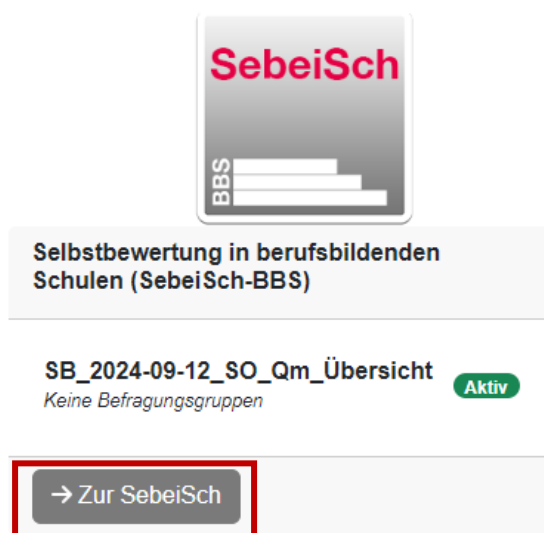 SebeiSch
BBS
Selbstbewertung in berufsbildenden
Schulen (SebeiSch-BBS)
SB_2024-09-12_SO_Qm_Übersicht
Aktiv
Keine Befragungsgruppen
→ Zur SebeiSch